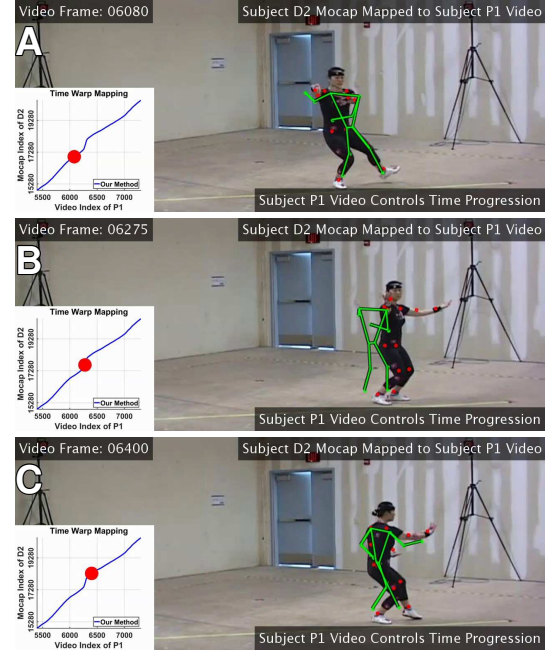 Video Frame: 06080
Subject D2 Mocap Mapped to Subject P1 Video
A
Time Warp Mapping
Mocap Index of D2
19280
17280
15280
Our Method
5500 6000 6500 7000
Video Index of P1
Subject P1 Video Controls Time Progression
Video Frame: 06275
Subject D2 Mocap Mapped to Subject P1 Video
B
Time Warp Mapping
Mocap Index of D2
19280
17280
15280
Our Method
5500 6000 6500 7000
Video Index of P1
Subject P1 Video Controls Time Progression
Video Frame: 06400
Subject D2 Mocap Mapped to Subject P1 Video
C
Time Warp Mapping
Mocap Index of D2
19280
17280
15280
Our Method
5500 6000 6500 7000
Video Index of P1
Subject P1 Video Controls Time Progression